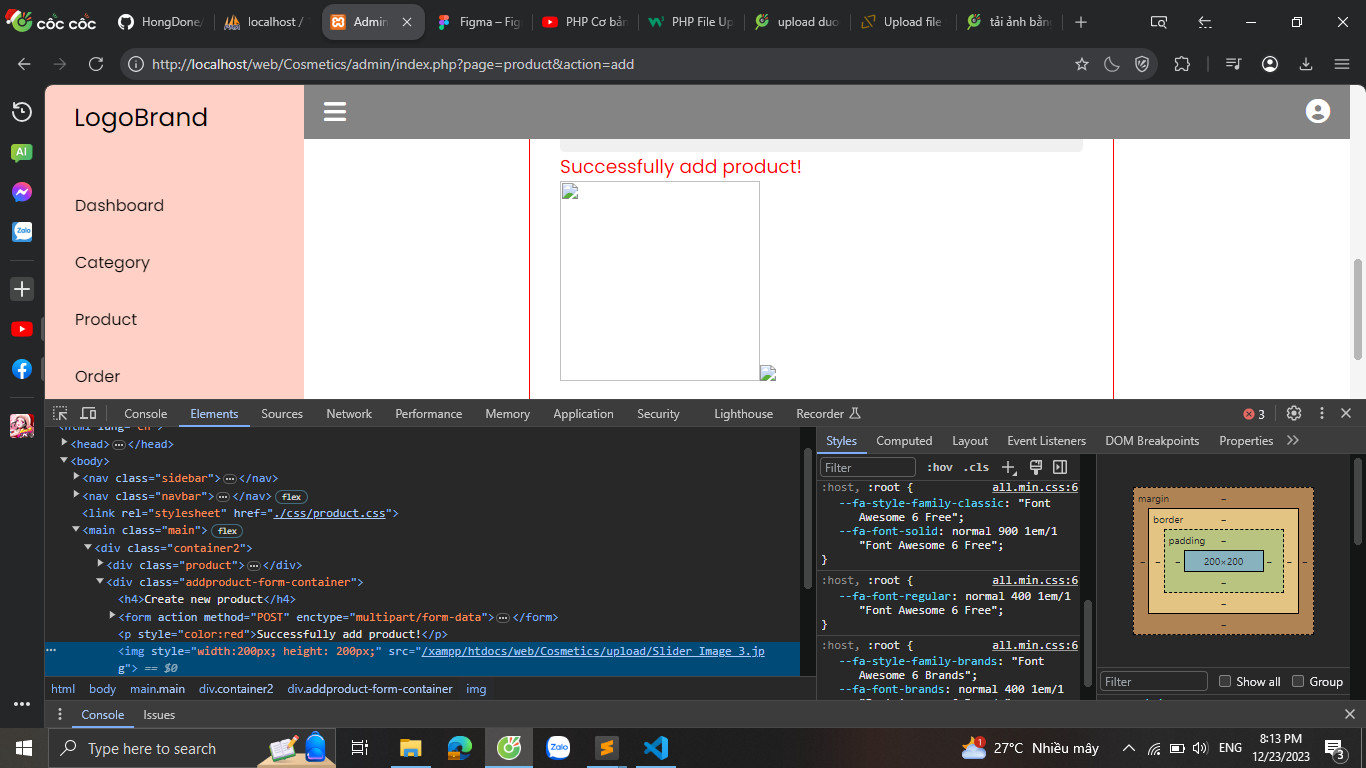 cốc cốc
HongDone/
localhost /
Admin
Figma – Fig
PHP Cơ bản
PHP File Up
upload duo
Upload file
tải ảnh bằn
http://localhost/web/Cosmetics/admin/index.php?page=product&action=add
LogoBrand
AI
Zalo
Dashboard
Category
Product
Order
Successfully add product!
Console
Elements
Sources
Network
Performance
Memory
Application
Security
Lighthouse
Recorder
3
<head>…</head>
<body>
<nav class="sidebar">…</nav>
<nav class="navbar">…</nav> flex
<link rel="stylesheet" href="./css/product.css">
<main class="main"> flex
<div class="container2">
<div class="product">…</div>
<div class="addproduct-form-container">
<h4>Create new product</h4>
<form action method="POST" enctype="multipart/form-data">…</form>
<p style="color:red">Successfully add product!</p>
… <img style="width:200px; height: 200px;" src="/xampp/htdocs/web/Cosmetics/upload/Slider Image 3.jp
g"> == $0
html body main.main div.container2 div.addproduct-form-container img
Styles
Computed
Layout
Event Listeners
DOM Breakpoints
Properties
Filter
:hov .cls
:host, :root { all.min.css:6
--fa-style-family-classic: "Font
Awesome 6 Free";
--fa-font-solid: normal 900 1em/1
"Font Awesome 6 Free";
}
:host, :root { all.min.css:6
--fa-font-regular: normal 400 1em/1
"Font Awesome 6 Free";
}
:host, :root { all.min.css:6
--fa-style-family-brands: "Font
Awesome 6 Brands";
--fa-font-brands: normal 400 1em/1
margin –
border –
padding –
– – – 200×200 – – –
–
–
–
Filter
Show all
Group
Console
Issues
Type here to search
Zalo
1
27°C Nhiều mây
ENG
8:13 PM
12/23/2023
3